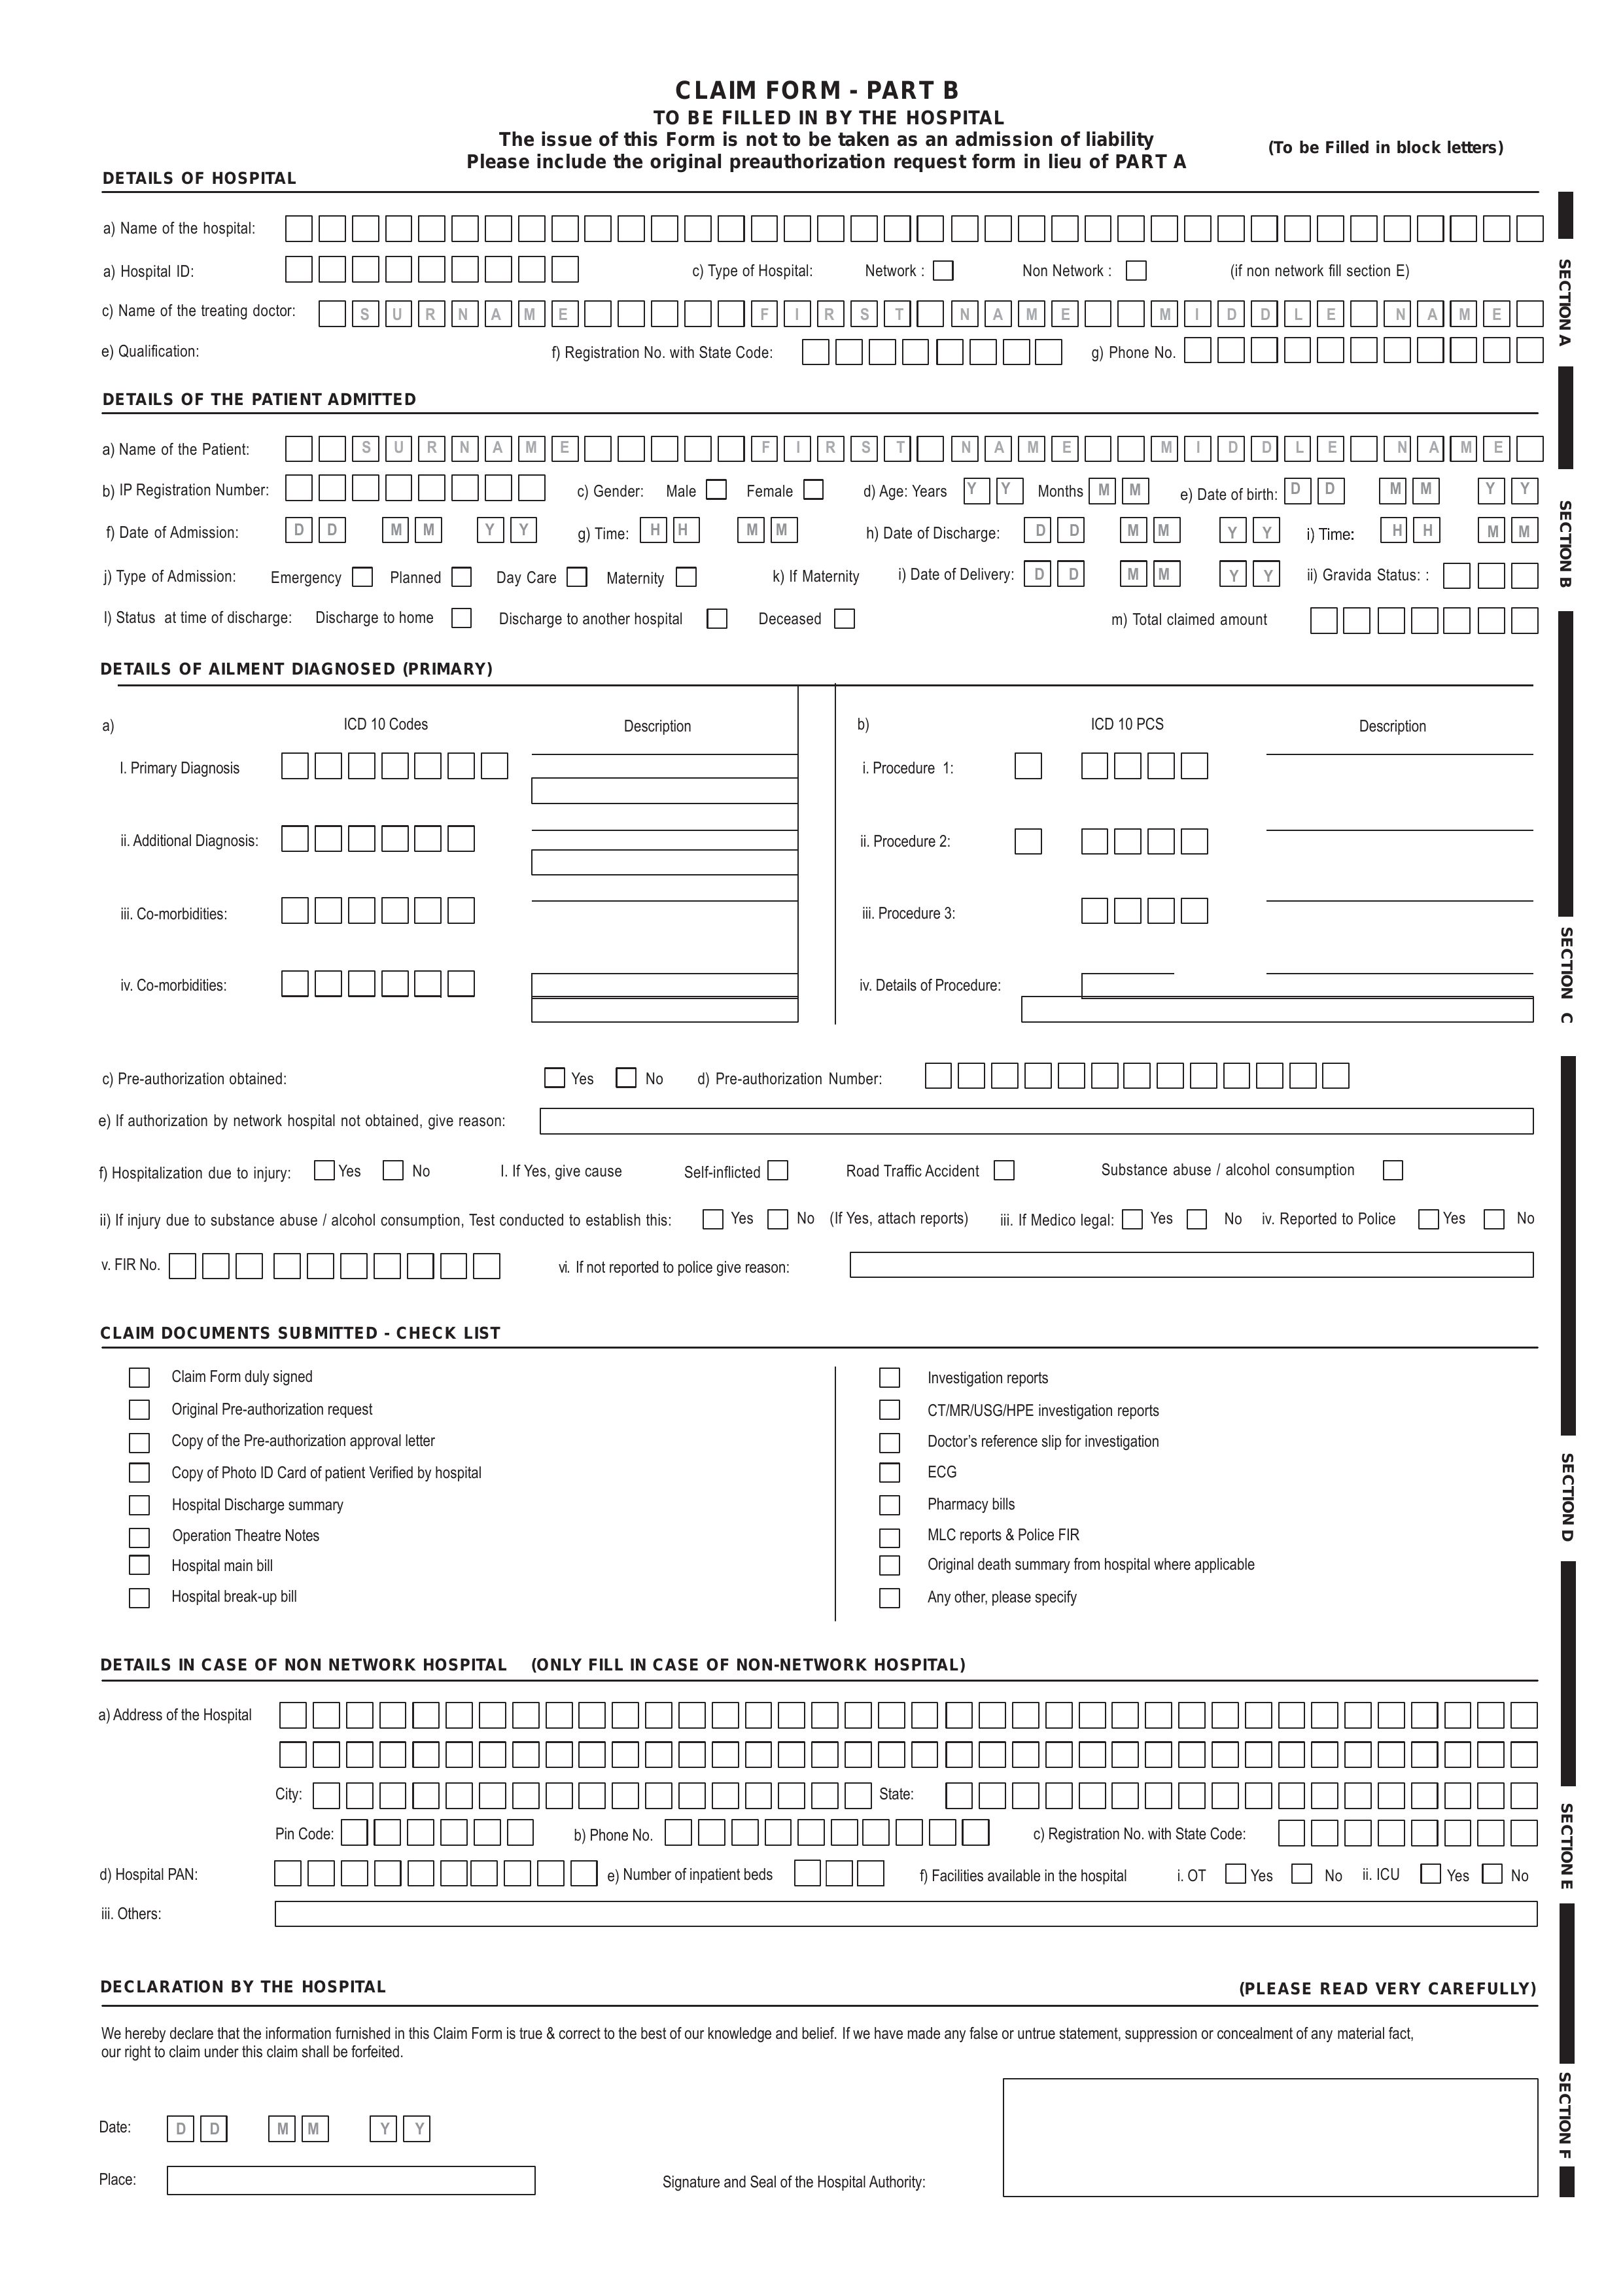 CLAIM FORM - PART B
TO BE FILLED IN BY THE HOSPITAL
The issue of this Form is not to be taken as an admission of liability
Please include the original preauthorization request form in lieu of PART A
(To be Filled in block letters)
DETAILS OF HOSPITAL
a) Name of the hospital:
a) Hospital ID: c) Type of Hospital: Network : Non Network : (if non network fill section E)
c) Name of the treating doctor: S U R N A M E F I R S T N A M E M I D D L E N A M E
e) Qualification: f) Registration No. with State Code: g) Phone No.
SECTION A
DETAILS OF THE PATIENT ADMITTED
a) Name of the Patient: S U R N A M E F I R S T N A M E M I D D L E N A M E
b) IP Registration Number: c) Gender: Male Female d) Age: Years Y Y Months M M e) Date of birth: D D M M Y Y
f) Date of Admission: D D M M Y Y g) Time: H H M M h) Date of Discharge: D D M M Y Y i) Time: H H M M
j) Type of Admission: Emergency Planned Day Care Maternity k) If Maternity i) Date of Delivery: D D M M Y Y ii) Gravida Status: :
l) Status at time of discharge: Discharge to home Discharge to another hospital Deceased m) Total claimed amount
SECTION B
DETAILS OF AILMENT DIAGNOSED (PRIMARY)
a) ICD 10 Codes Description b) ICD 10 PCS Description
I. Primary Diagnosis i. Procedure 1:
ii. Additional Diagnosis: ii. Procedure 2:
iii. Co-morbidities: iii. Procedure 3:
iv. Co-morbidities: iv. Details of Procedure:
SECTION C
c) Pre-authorization obtained: Yes No d) Pre-authorization Number:
e) If authorization by network hospital not obtained, give reason:
f) Hospitalization due to injury: Yes No I. If Yes, give cause Self-inflicted Road Traffic Accident Substance abuse / alcohol consumption
ii) If injury due to substance abuse / alcohol consumption, Test conducted to establish this: Yes No (If Yes, attach reports) iii. If Medico legal: Yes No iv. Reported to Police Yes No
v. FIR No. vi. If not reported to police give reason:
CLAIM DOCUMENTS SUBMITTED - CHECK LIST
Claim Form duly signed
Original Pre-authorization request
Copy of the Pre-authorization approval letter
Copy of Photo ID Card of patient Verified by hospital
Hospital Discharge summary
Operation Theatre Notes
Hospital main bill
Hospital break-up bill
Investigation reports
CT/MR/USG/HPE investigation reports
Doctor's reference slip for investigation
ECG
Pharmacy bills
MLC reports & Police FIR
Original death summary from hospital where applicable
Any other, please specify
SECTION D
DETAILS IN CASE OF NON NETWORK HOSPITAL (ONLY FILL IN CASE OF NON-NETWORK HOSPITAL)
a) Address of the Hospital
City: State:
Pin Code: b) Phone No. c) Registration No. with State Code:
d) Hospital PAN: e) Number of inpatient beds f) Facilities available in the hospital i. OT Yes No ii. ICU Yes No
iii. Others:
SECTION E
DECLARATION BY THE HOSPITAL (PLEASE READ VERY CAREFULLY)
We hereby declare that the information furnished in this Claim Form is true & correct to the best of our knowledge and belief. If we have made any false or untrue statement, suppression or concealment of any material fact,
our right to claim under this claim shall be forfeited.
Date: D D M M Y Y
Place: Signature and Seal of the Hospital Authority:
SECTION F